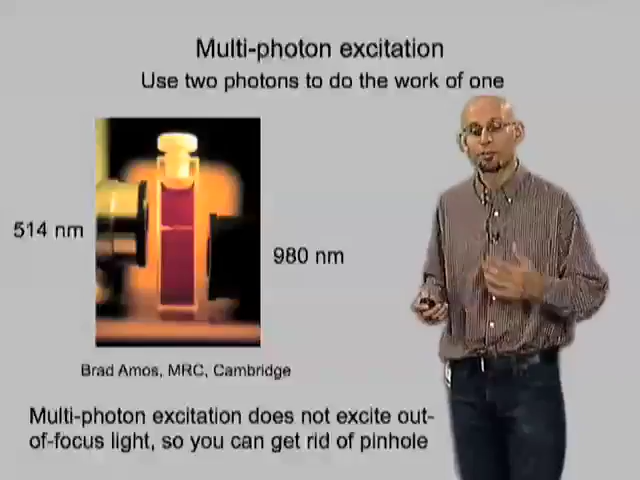 Multi-photon excitation
Use two photons to do the work of one
514 nm
980 nm
Brad Amos, MRC, Cambridge
Multi-photon excitation does not excite out-
of-focus light, so you can get rid of pinhole